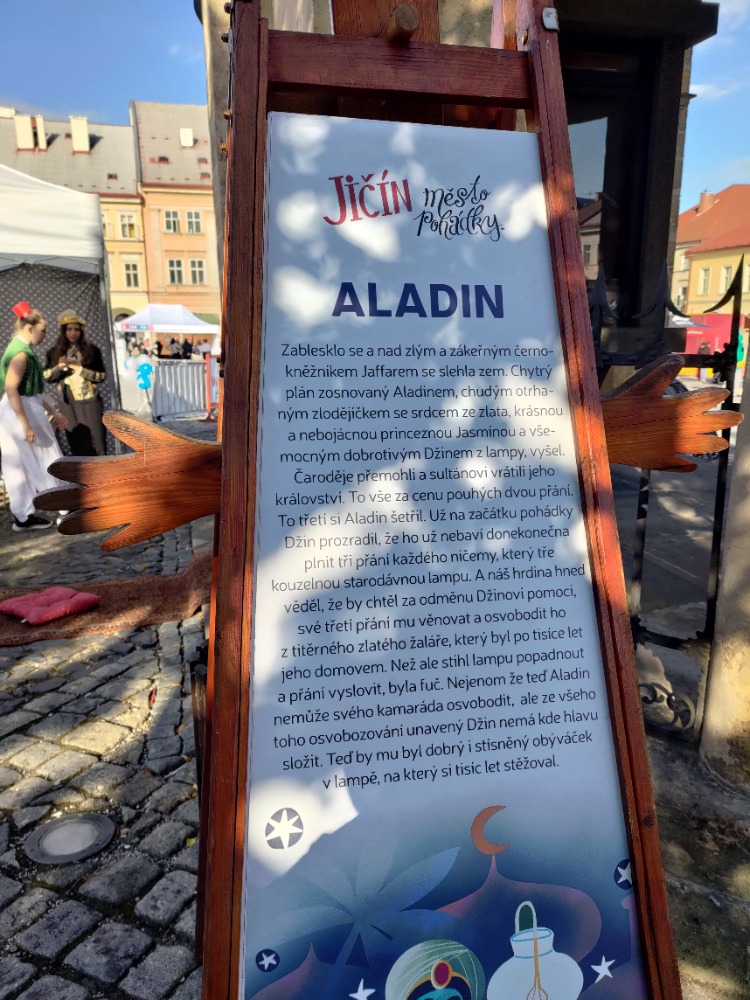 JIČÍN město
pohádky
ALADIN
Zablesklo se a nad zlým a zákeřným černo-
kněžníkem Jaffarem se slehla zem. Chytrý
plán zosnovaný Aladinem, chudým otrha-
ným zlodějíčkem se srdcem ze zlata, krásnou
a nebojácnou princeznou Jasmínou a vše-
mocným dobrotivým Džinem z lampy, vyšel.
Čaroděje přemohli a sultánovi vrátili jeho
království. To vše za cenu pouhých dvou přání.
To třetí si Aladin šetřil. Už na začátku pohádky
Džin prozradil, že ho už nebaví donekonečna
plnit tři přání každého ničemy, který tře
kouzelnou starodávnou lampu. A náš hrdina hned
věděl, že by chtěl za odměnu Džinovi pomoci,
své třetí přání mu věnovat a osvobodit ho
z titěrného zlatého žaláře, který byl po tisíce let
jeho domovem. Než ale stihl lampu popadnout
a přání vyslovit, byla fuč. Nejenom že teď Aladin
nemůže svého kamaráda osvobodit, ale ze všeho
toho osvobozování unavený Džin nemá kde hlavu
složit. Teď by mu byl dobrý i stísněný obýváček
v lampě, na který si tisíc let stěžoval.